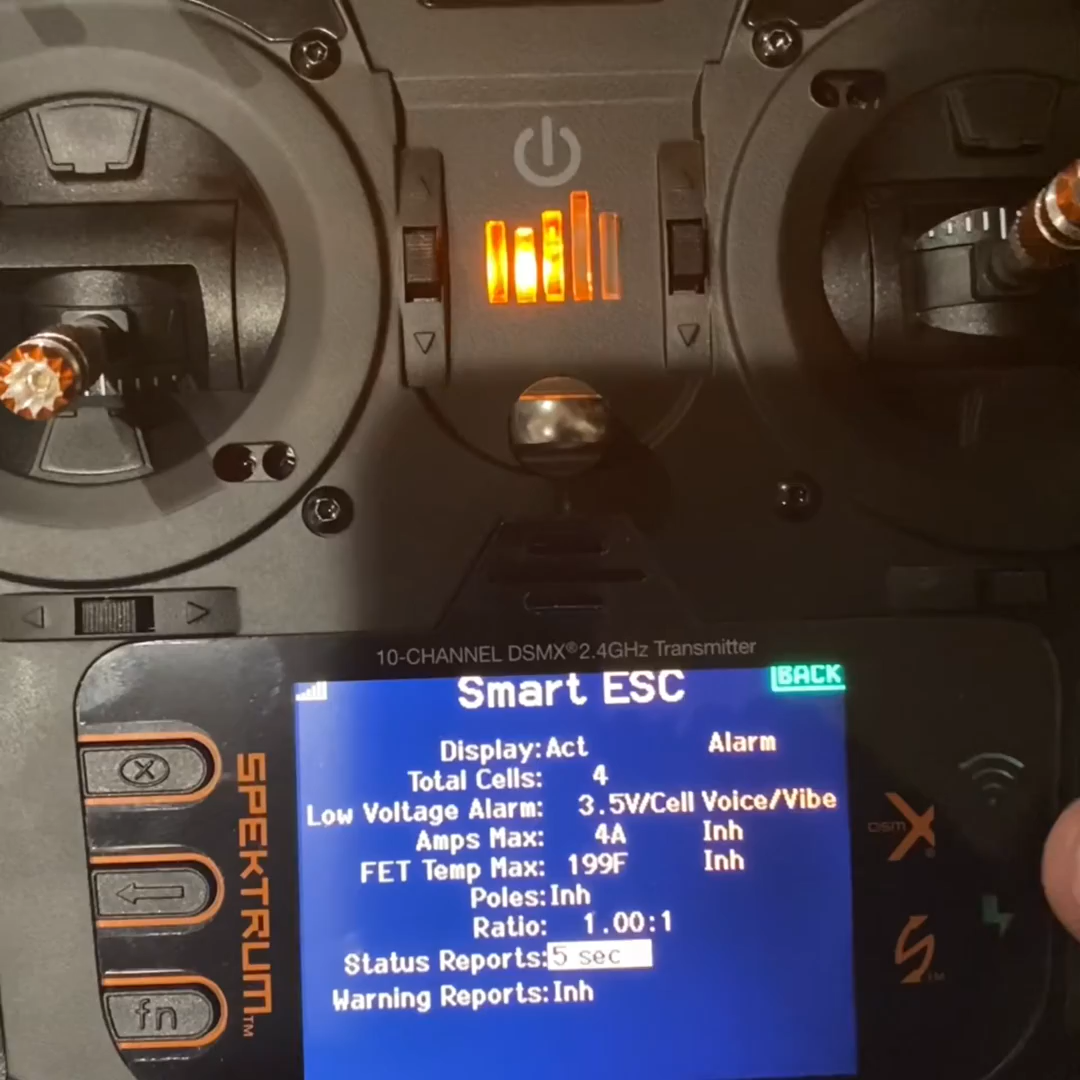 10-CHANNEL DSMX®2.4GHz Transmitter
Smart ESC
BACK
Display: Act Alarm
Total Cells: 4
Low Voltage Alarm: 3.5V/Cell Voice/Vibe
Amps Max: 4A Inh
FET Temp Max: 199F Inh
Poles: Inh
Ratio: 1.00:1
Status Reports: 5 sec
Warning Reports: Inh
SPEKTRUM™
fn
DSMX®